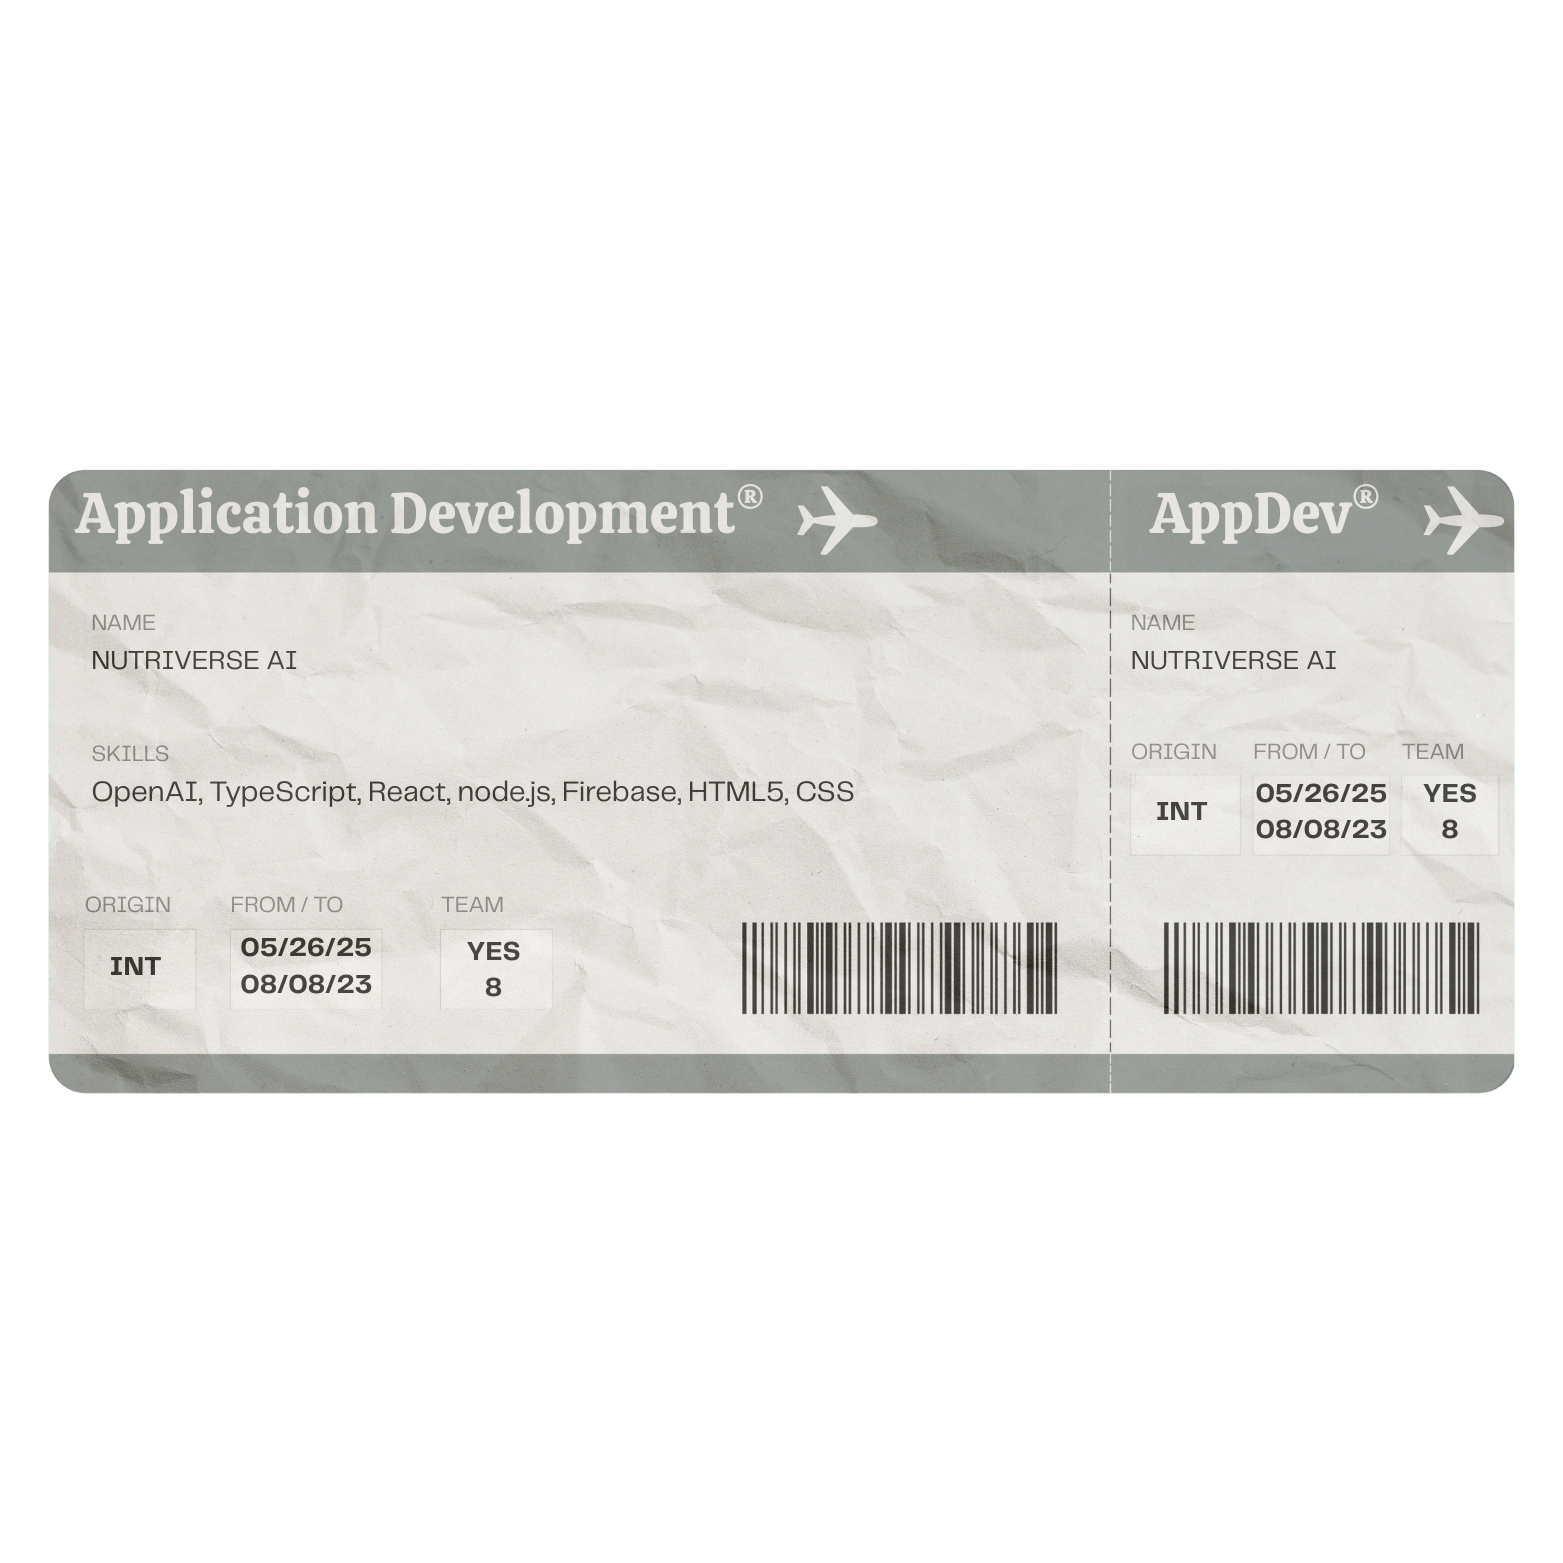 Application Development®
NAME
NUTRIVERSE AI
SKILLS
OpenAI, TypeScript, React, node.js, Firebase, HTML5, CSS
ORIGIN FROM / TO TEAM
INT
05/26/25
08/08/23
YES
8
AppDev®
NAME
NUTRIVERSE AI
ORIGIN FROM / TO TEAM
INT
05/26/25
08/08/23
YES
8